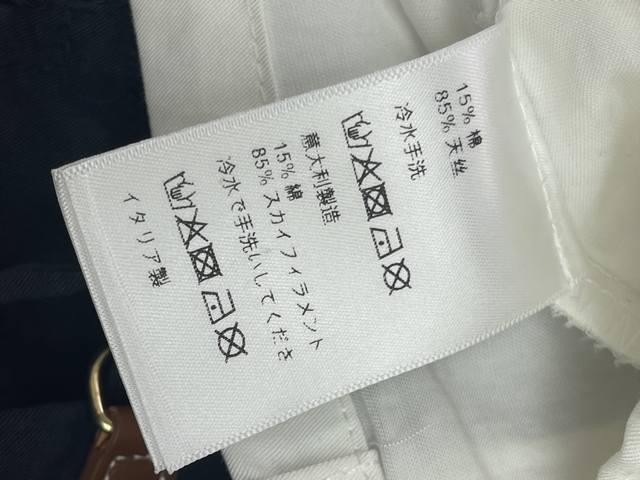 15% 棉
85% 天丝
冷水手洗
意大利製造
15% 綿
85% スカイフィラメント
冷水で手洗いしてくださ
イタリア製